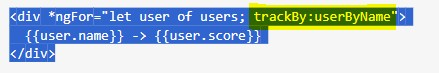 <div *ngFor="let user of users; trackBy:userByName">
{{user.name}} -> {{user.score}}
</div>